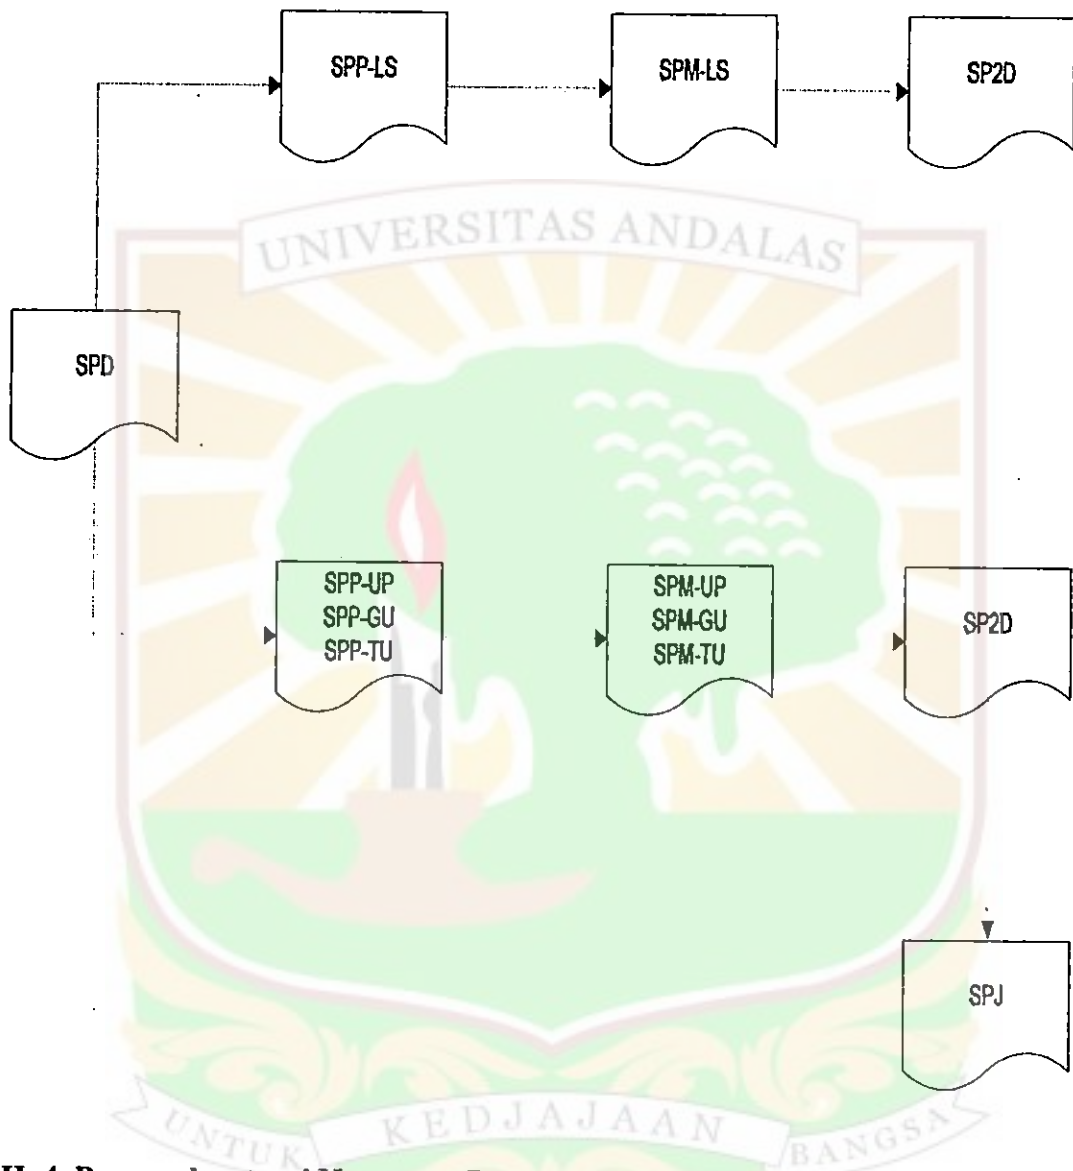 SPP-LS
SPM-LS
SP2D
UNIVERSITAS ANDALAS
SPD
SPP-UP
SPP-GU
SPP-TU
SPM-UP
SPM-GU
SPM-TU
SP2D
SPJ
UNTUK KEDJAJAAN BANGSA